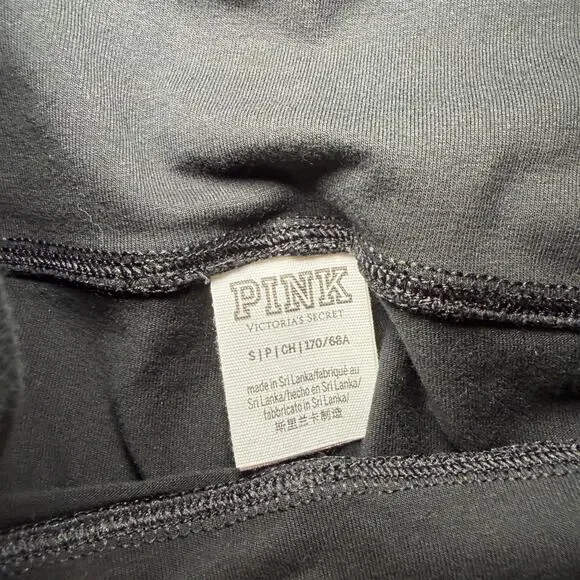 PINK
VICTORIA'S SECRET
S|P|CH|170/68A
made in Sri Lanka/fabriqué au
Sri Lanka/hecho en Sri Lanka/
fabbricato in Sri Lanka
斯里兰卡制造